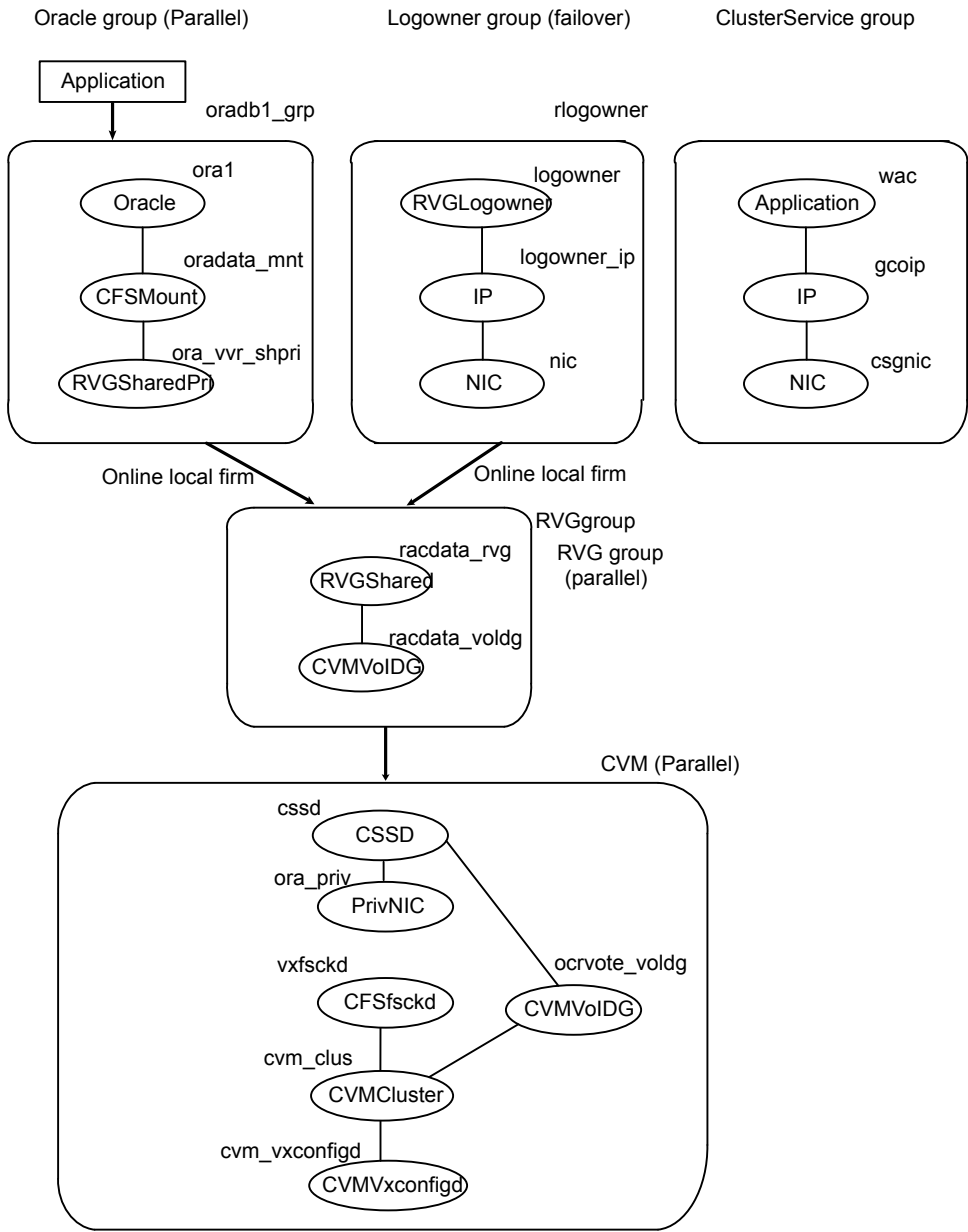 Oracle group (Parallel)
Logowner group (failover)
ClusterService group
Application
oradb1_grp
rlogowner
ora1
Oracle
oradata_mnt
CFSMount
ora_vvr_shpri
RVGSharedPri
logowner
RVGLogowner
logowner_ip
IP
nic
NIC
wac
Application
gcoip
IP
csgnic
NIC
Online local firm
Online local firm
RVGgroup
RVG group
(parallel)
racdata_rvg
RVGShared
racdata_voldg
CVMVolDG
CVM (Parallel)
cssd
CSSD
ora_priv
PrivNIC
vxfsckd
CFSfsckd
ocrvote_voldg
CVMVolDG
cvm_clus
CVMCluster
cvm_vxconfigd
CVMVxconfigd